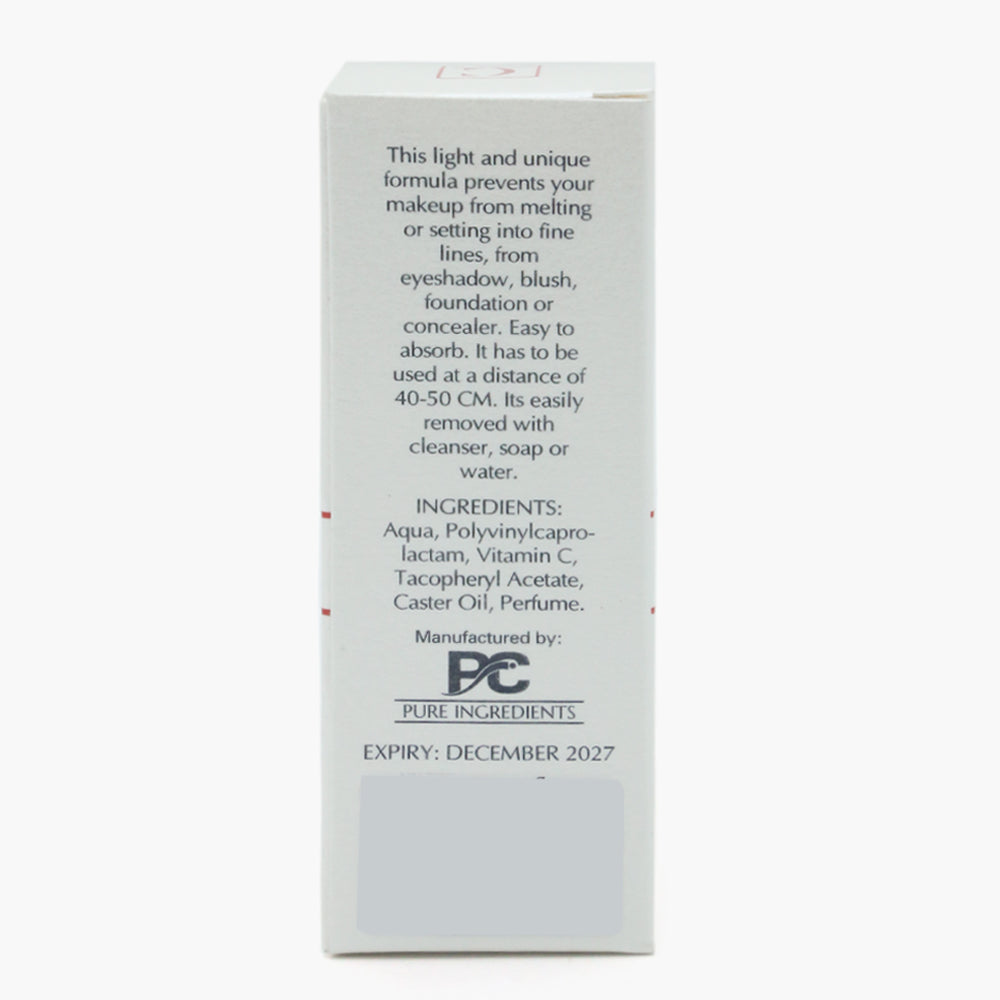 This light and unique
formula prevents your
makeup from melting
or setting into fine
lines, from
eyeshadow, blush,
foundation or
concealer. Easy to
absorb. It has to be
used at a distance of
40-50 CM. Its easily
removed with
cleanser, soap or
water.
INGREDIENTS:
Aqua, Polyvinylcapro-
lactam, Vitamin C,
Tacopheryl Acetate,
Caster Oil, Perfume.
Manufactured by:
PC
PURE INGREDIENTS
EXPIRY: DECEMBER 2027